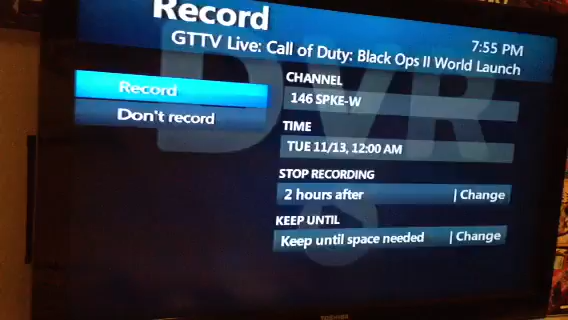 Record
7:55 PM
GTTV Live: Call of Duty: Black Ops II World Launch
Record
Don't record
CHANNEL
146 SPKE-W
TIME
TUE 11/13, 12:00 AM
STOP RECORDING
2 hours after | Change
KEEP UNTIL
Keep until space needed | Change
DVR
TOSHIBA